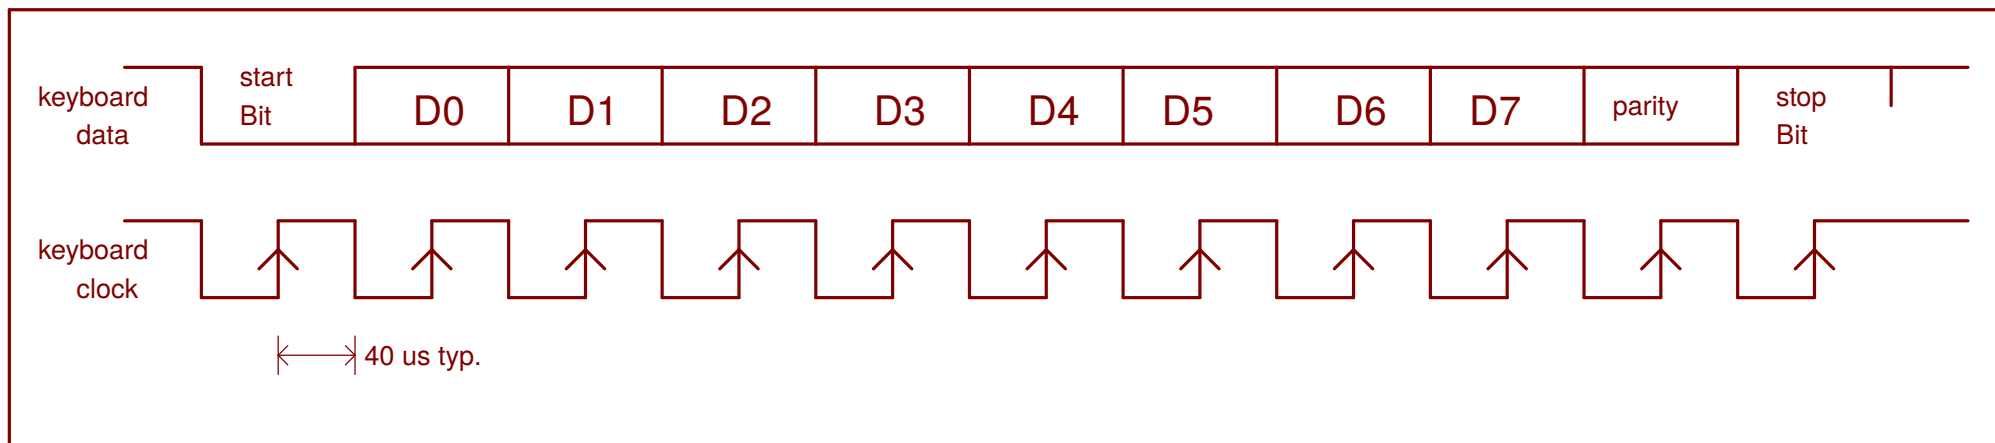 keyboard
data
start
Bit
D0
D1
D2
D3
D4
D5
D6
D7
parity
stop
Bit
keyboard
clock
40 us typ.